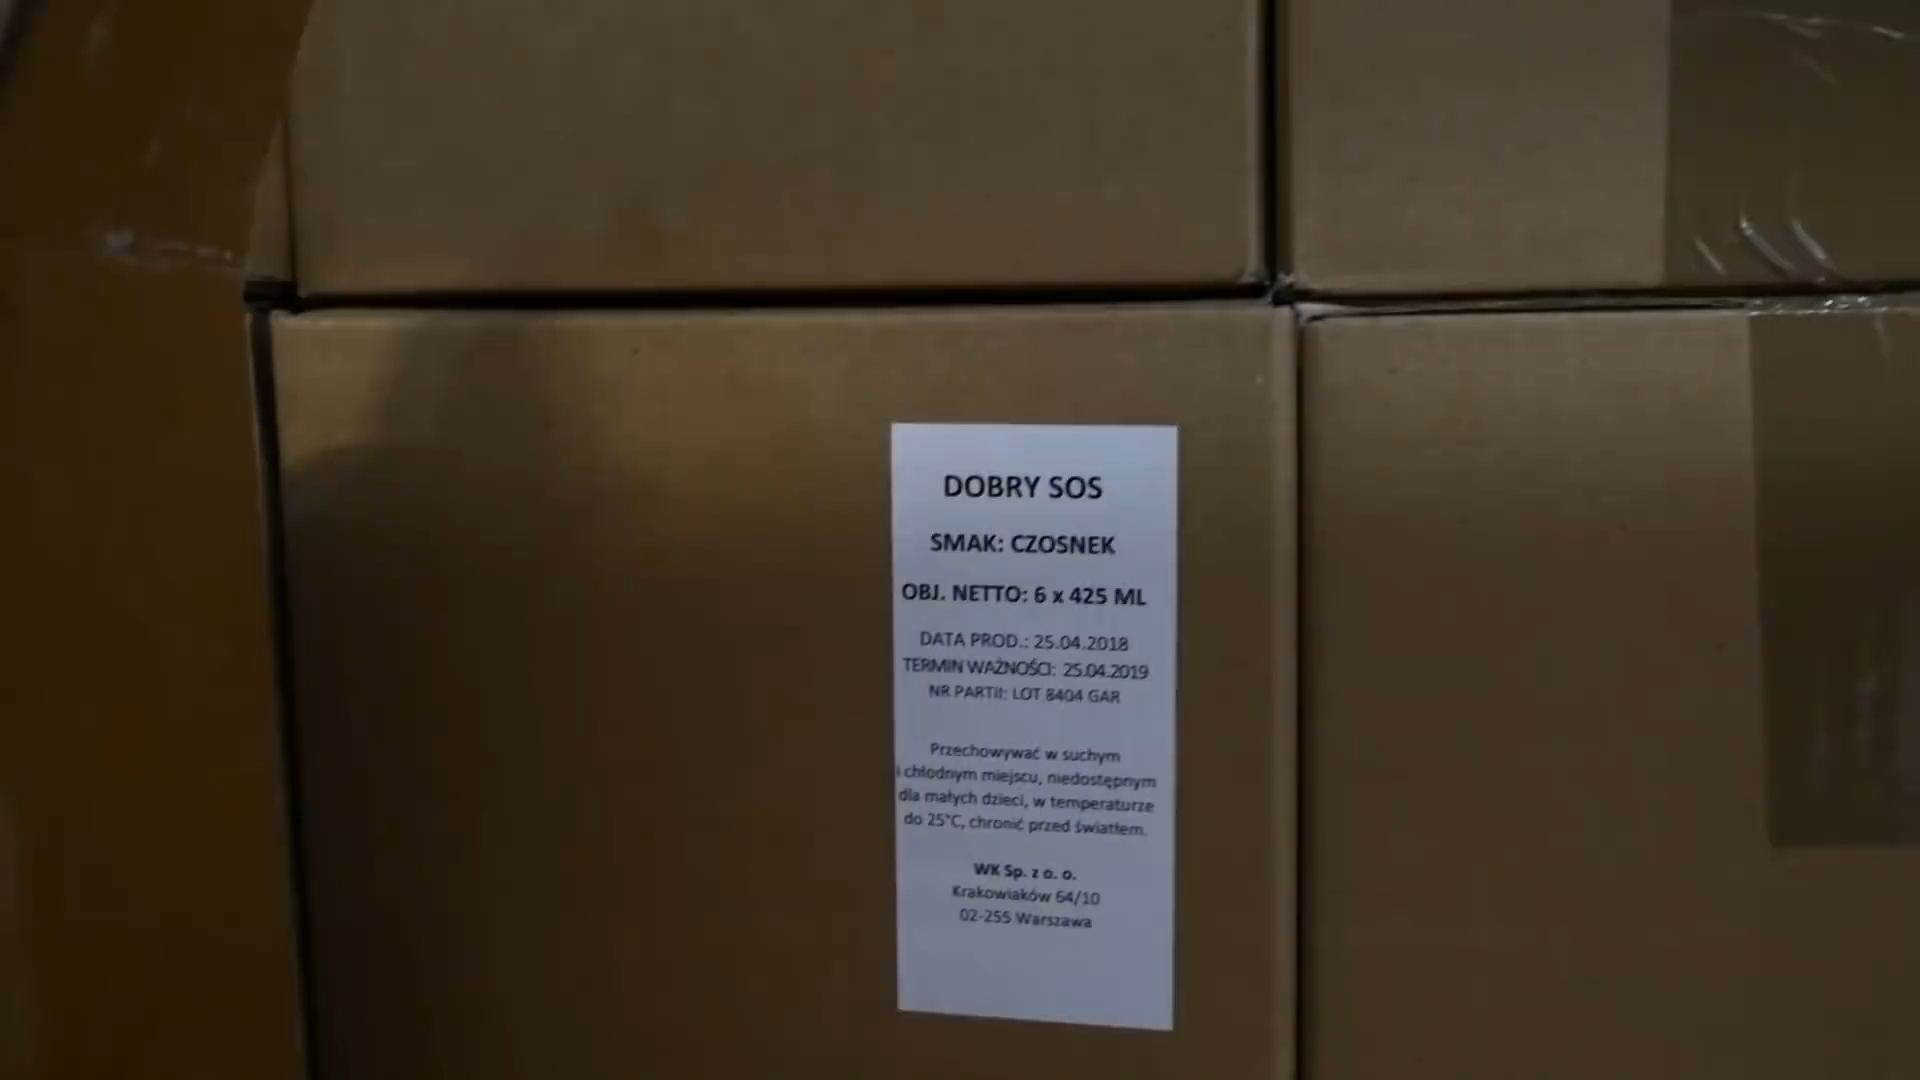 DOBRY SOS
SMAK: CZOSNEK
OBJ. NETTO: 6 x 425 ML
DATA PROD.: 25.04.2018
TERMIN WAŻNOŚCI: 25.04.2019
NR PARTII: LOT 8404 GAR
Przechowywać w suchym
i chłodnym miejscu, niedostępnym
dla małych dzieci, w temperaturze
do 25°C, chronić przed światłem.
WK Sp. z o. o.
Krakowiaków 64/10
02-255 Warszawa